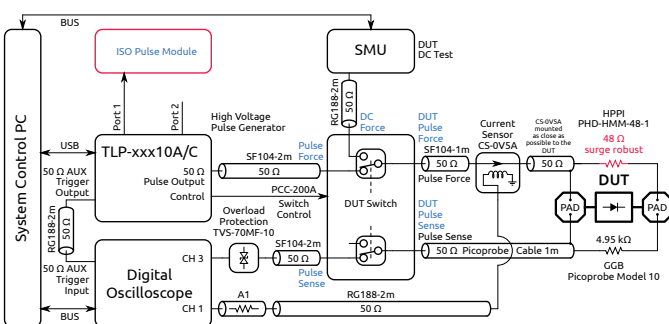 BUS
System Control PC
ISO Pulse Module
Port 1
Port 2
SMU
DUT
DC Test
RG188-2m
50 Ω
High Voltage
Pulse Generator
DC
Force
DUT
Pulse
Force
Current
Sensor
CS-0V5A
CS-0V5A
mounted
as close as
possible to the
DUT
HPPI
PHD-HMM-48-1
48 Ω
surge robust
USB
TLP-xxx10A/C
50 Ω
Pulse Output
Control
Pulse
Force
SF104-2m
50 Ω
SF104-1m
50 Ω
Pulse Force
50 Ω
50 Ω AUX
Trigger
Output
PCC-200A
Switch
Control
DUT Switch
DUT
PAD
PAD
RG188-2m
50 Ω
Overload
Protection
TVS-70MF-10
DUT
Pulse
Sense
Pulse Sense
50 Ω AUX
Trigger
Input
Digital
Oscilloscope
CH 3
SF104-2m
50 Ω
Pulse
Sense
50 Ω Picoprobe Cable 1m
4.95 kΩ
GGB
Picoprobe Model 10
CH 1
A1
RG188-2m
50 Ω
BUS